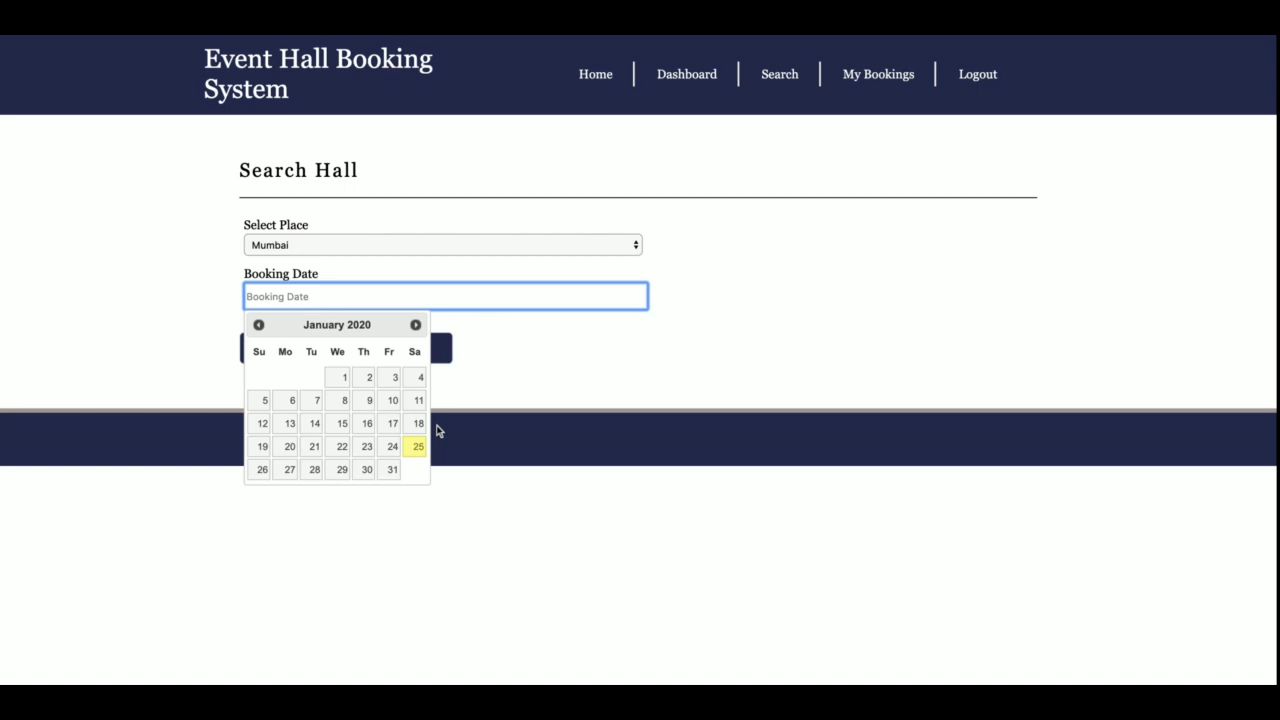 Event Hall Booking
System
Home
Dashboard
Search
My Bookings
Logout
Search Hall
Select Place
Mumbai
Booking Date
Booking Date
January 2020
Su Mo Tu We Th Fr Sa
1 2 3 4
5 6 7 8 9 10 11
12 13 14 15 16 17 18
19 20 21 22 23 24 25
26 27 28 29 30 31